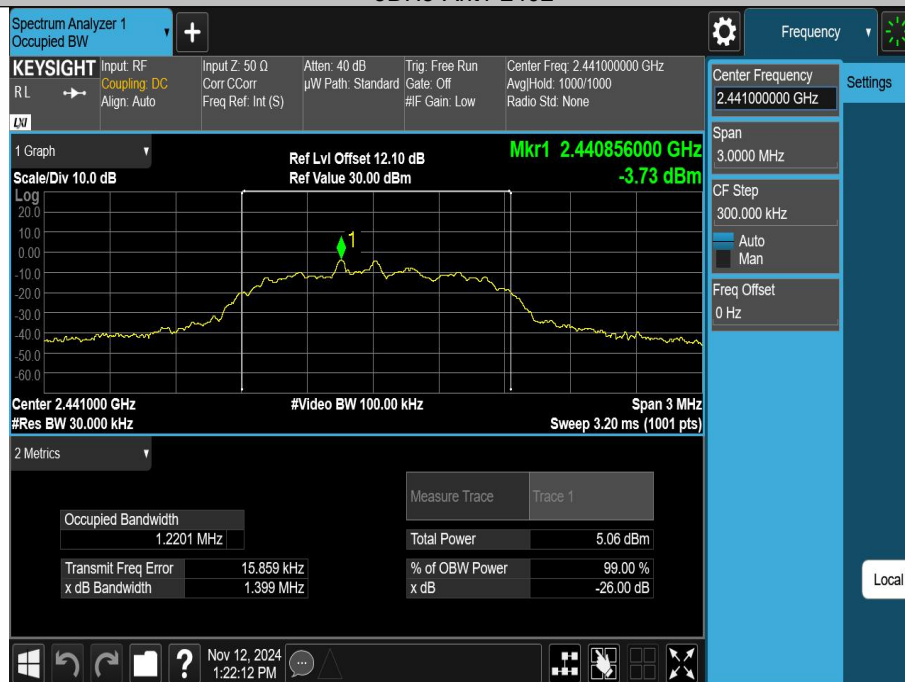 Spectrum Analyzer 1
Occupied BW
+
Frequency
KEYSIGHT
RL
LXI
Input: RF
Coupling: DC
Align: Auto
Input Z: 50 Ω
Corr CCorr
Freq Ref: Int (S)
Atten: 40 dB
µW Path: Standard
Trig: Free Run
Gate: Off
#IF Gain: Low
Center Freq: 2.441000000 GHz
Avg|Hold: 1000/1000
Radio Std: None
Center Frequency
2.441000000 GHz
Settings
Span
3.0000 MHz
CF Step
300.000 kHz
Auto
Man
Freq Offset
0 Hz
Local
1 Graph
Scale/Div 10.0 dB
Ref Lvl Offset 12.10 dB
Ref Value 30.00 dBm
Mkr1 2.440856000 GHz
-3.73 dBm
Log
20.0
10.0
0.00
-10.0
-20.0
-30.0
-40.0
-50.0
-60.0
1
Center 2.441000 GHz
#Res BW 30.000 kHz
#Video BW 100.00 kHz
Span 3 MHz
Sweep 3.20 ms (1001 pts)
2 Metrics
Measure Trace Trace 1
Occupied Bandwidth
1.2201 MHz
Total Power 5.06 dBm
Transmit Freq Error 15.859 kHz
% of OBW Power 99.00 %
x dB Bandwidth 1.399 MHz
x dB -26.00 dB
?
Nov 12, 2024
1:22:12 PM